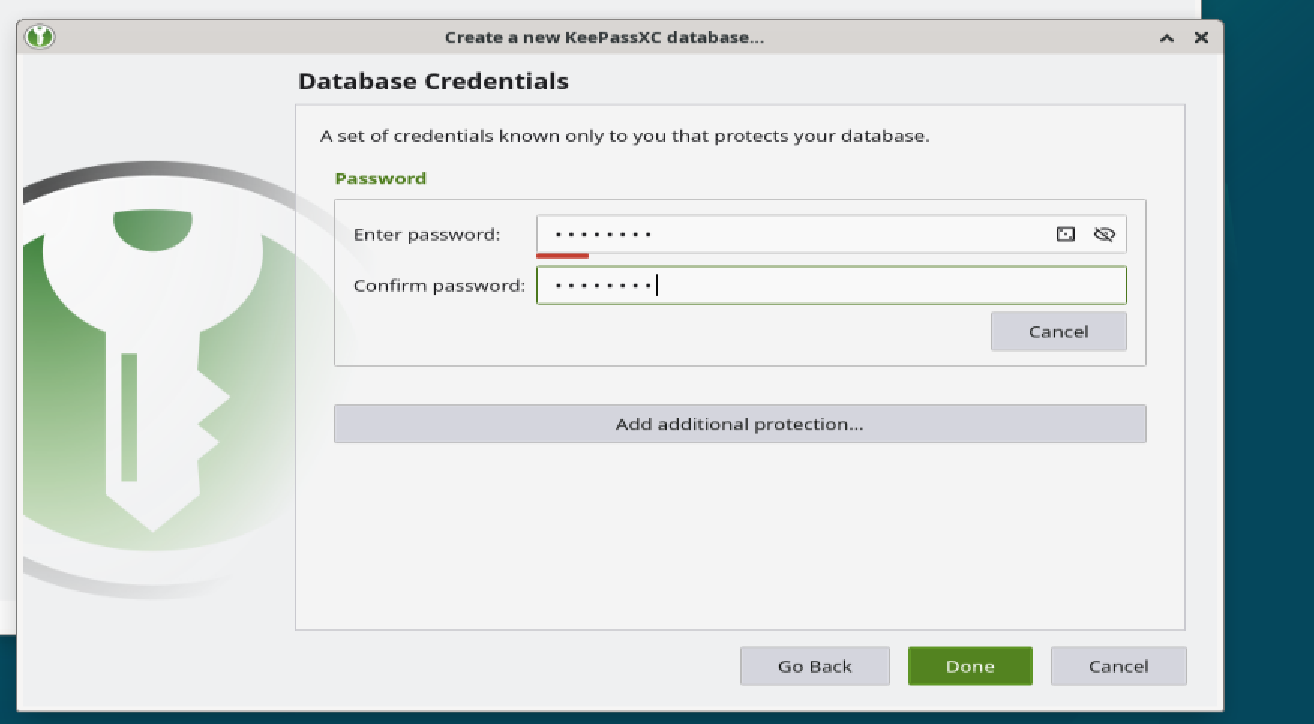 Create a new KeePassXC database...
Database Credentials
A set of credentials known only to you that protects your database.
Password
Enter password: ••••••••
Confirm password: ••••••••
Cancel
Add additional protection...
Go Back Done Cancel